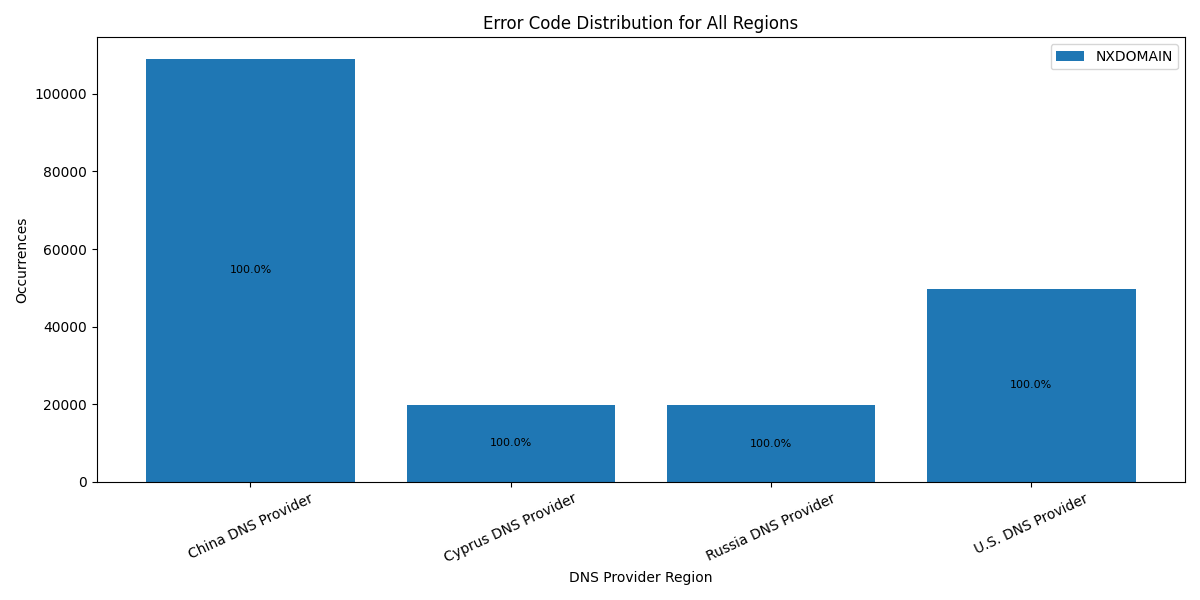 Error Code Distribution for All Regions
NXDOMAIN
Occurrences
100000
80000
60000
40000
20000
0
100.0%
100.0%
100.0%
100.0%
China DNS Provider
Cyprus DNS Provider
Russia DNS Provider
U.S. DNS Provider
DNS Provider Region